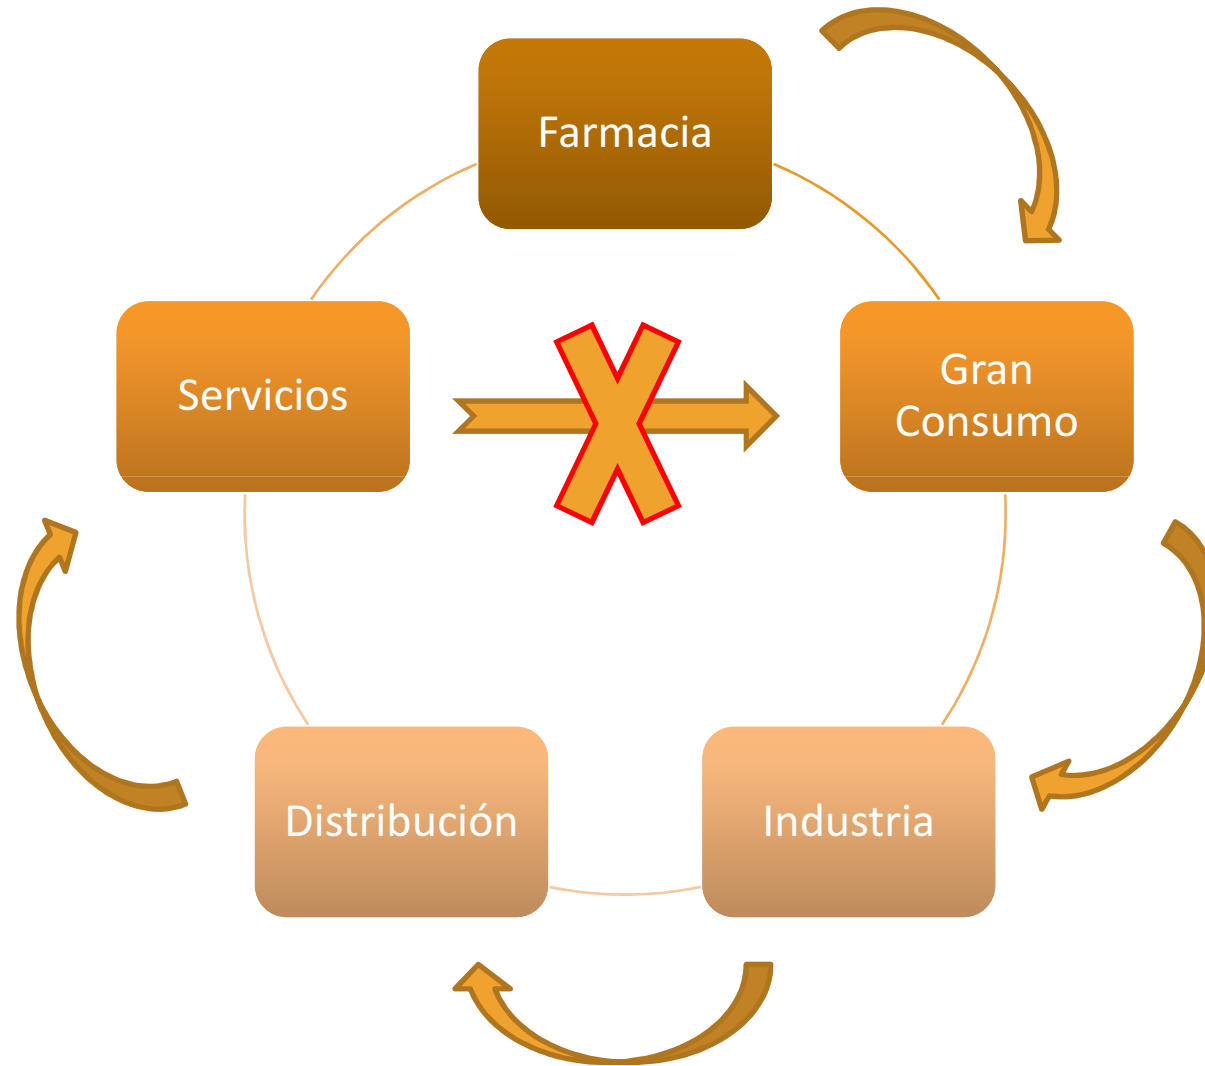 Farmacia
Servicios
Gran
Consumo
Distribución
Industria